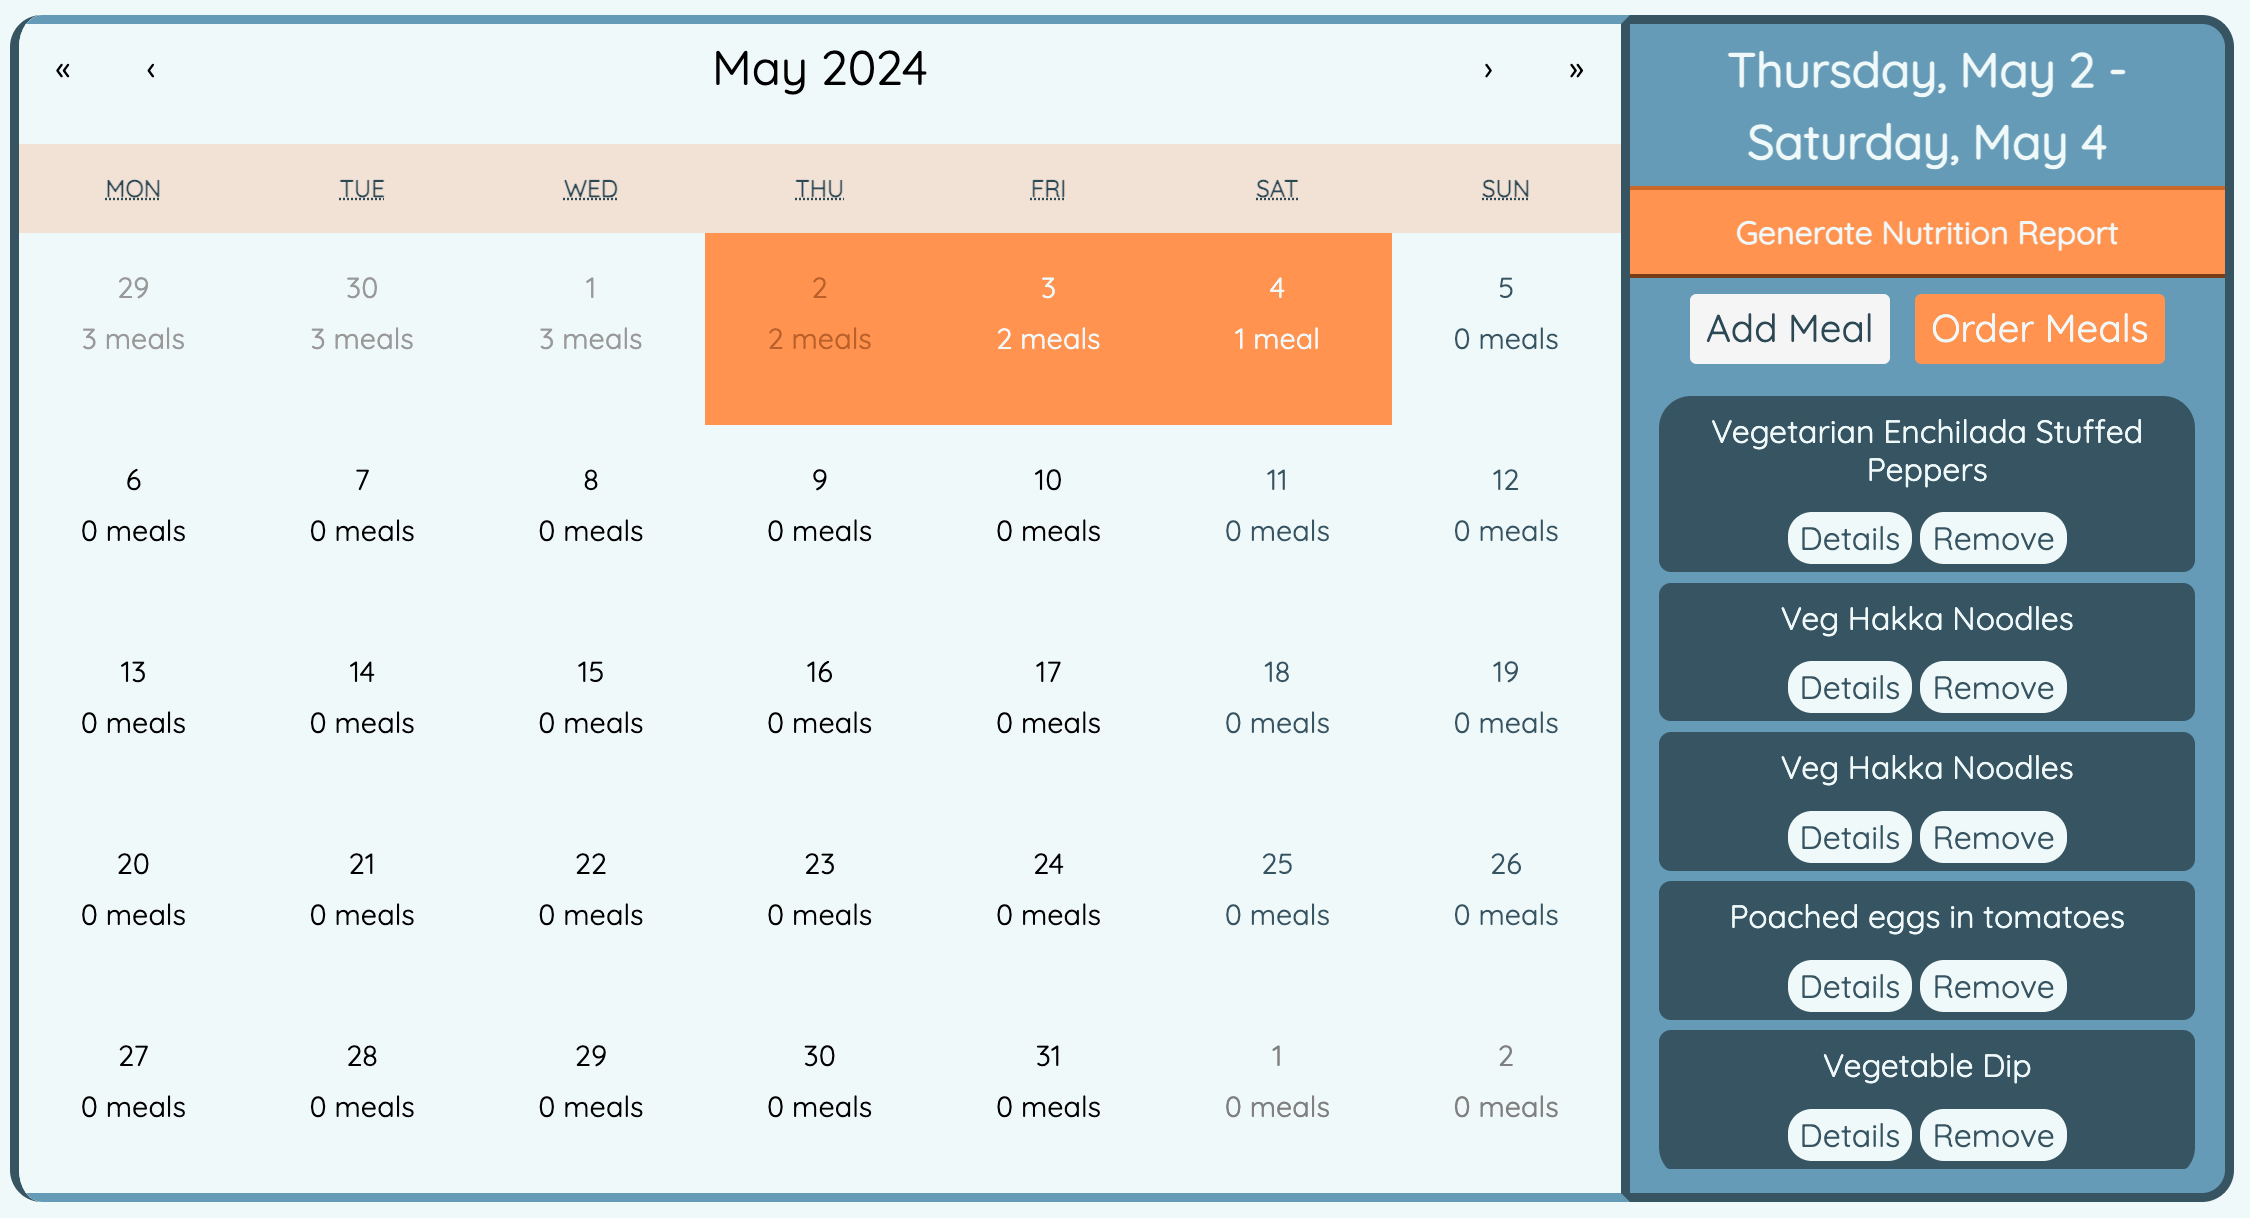 « ‹ May 2024 › »
MON TUE WED THU FRI SAT SUN
29 30 1 2 3 4 5
3 meals 3 meals 3 meals 2 meals 2 meals 1 meal 0 meals
6 7 8 9 10 11 12
0 meals 0 meals 0 meals 0 meals 0 meals 0 meals 0 meals
13 14 15 16 17 18 19
0 meals 0 meals 0 meals 0 meals 0 meals 0 meals 0 meals
20 21 22 23 24 25 26
0 meals 0 meals 0 meals 0 meals 0 meals 0 meals 0 meals
27 28 29 30 31 1 2
0 meals 0 meals 0 meals 0 meals 0 meals 0 meals 0 meals
Thursday, May 2 -
Saturday, May 4
Generate Nutrition Report
Add Meal Order Meals
Vegetarian Enchilada Stuffed
Peppers
Details Remove
Veg Hakka Noodles
Details Remove
Veg Hakka Noodles
Details Remove
Poached eggs in tomatoes
Details Remove
Vegetable Dip
Details Remove